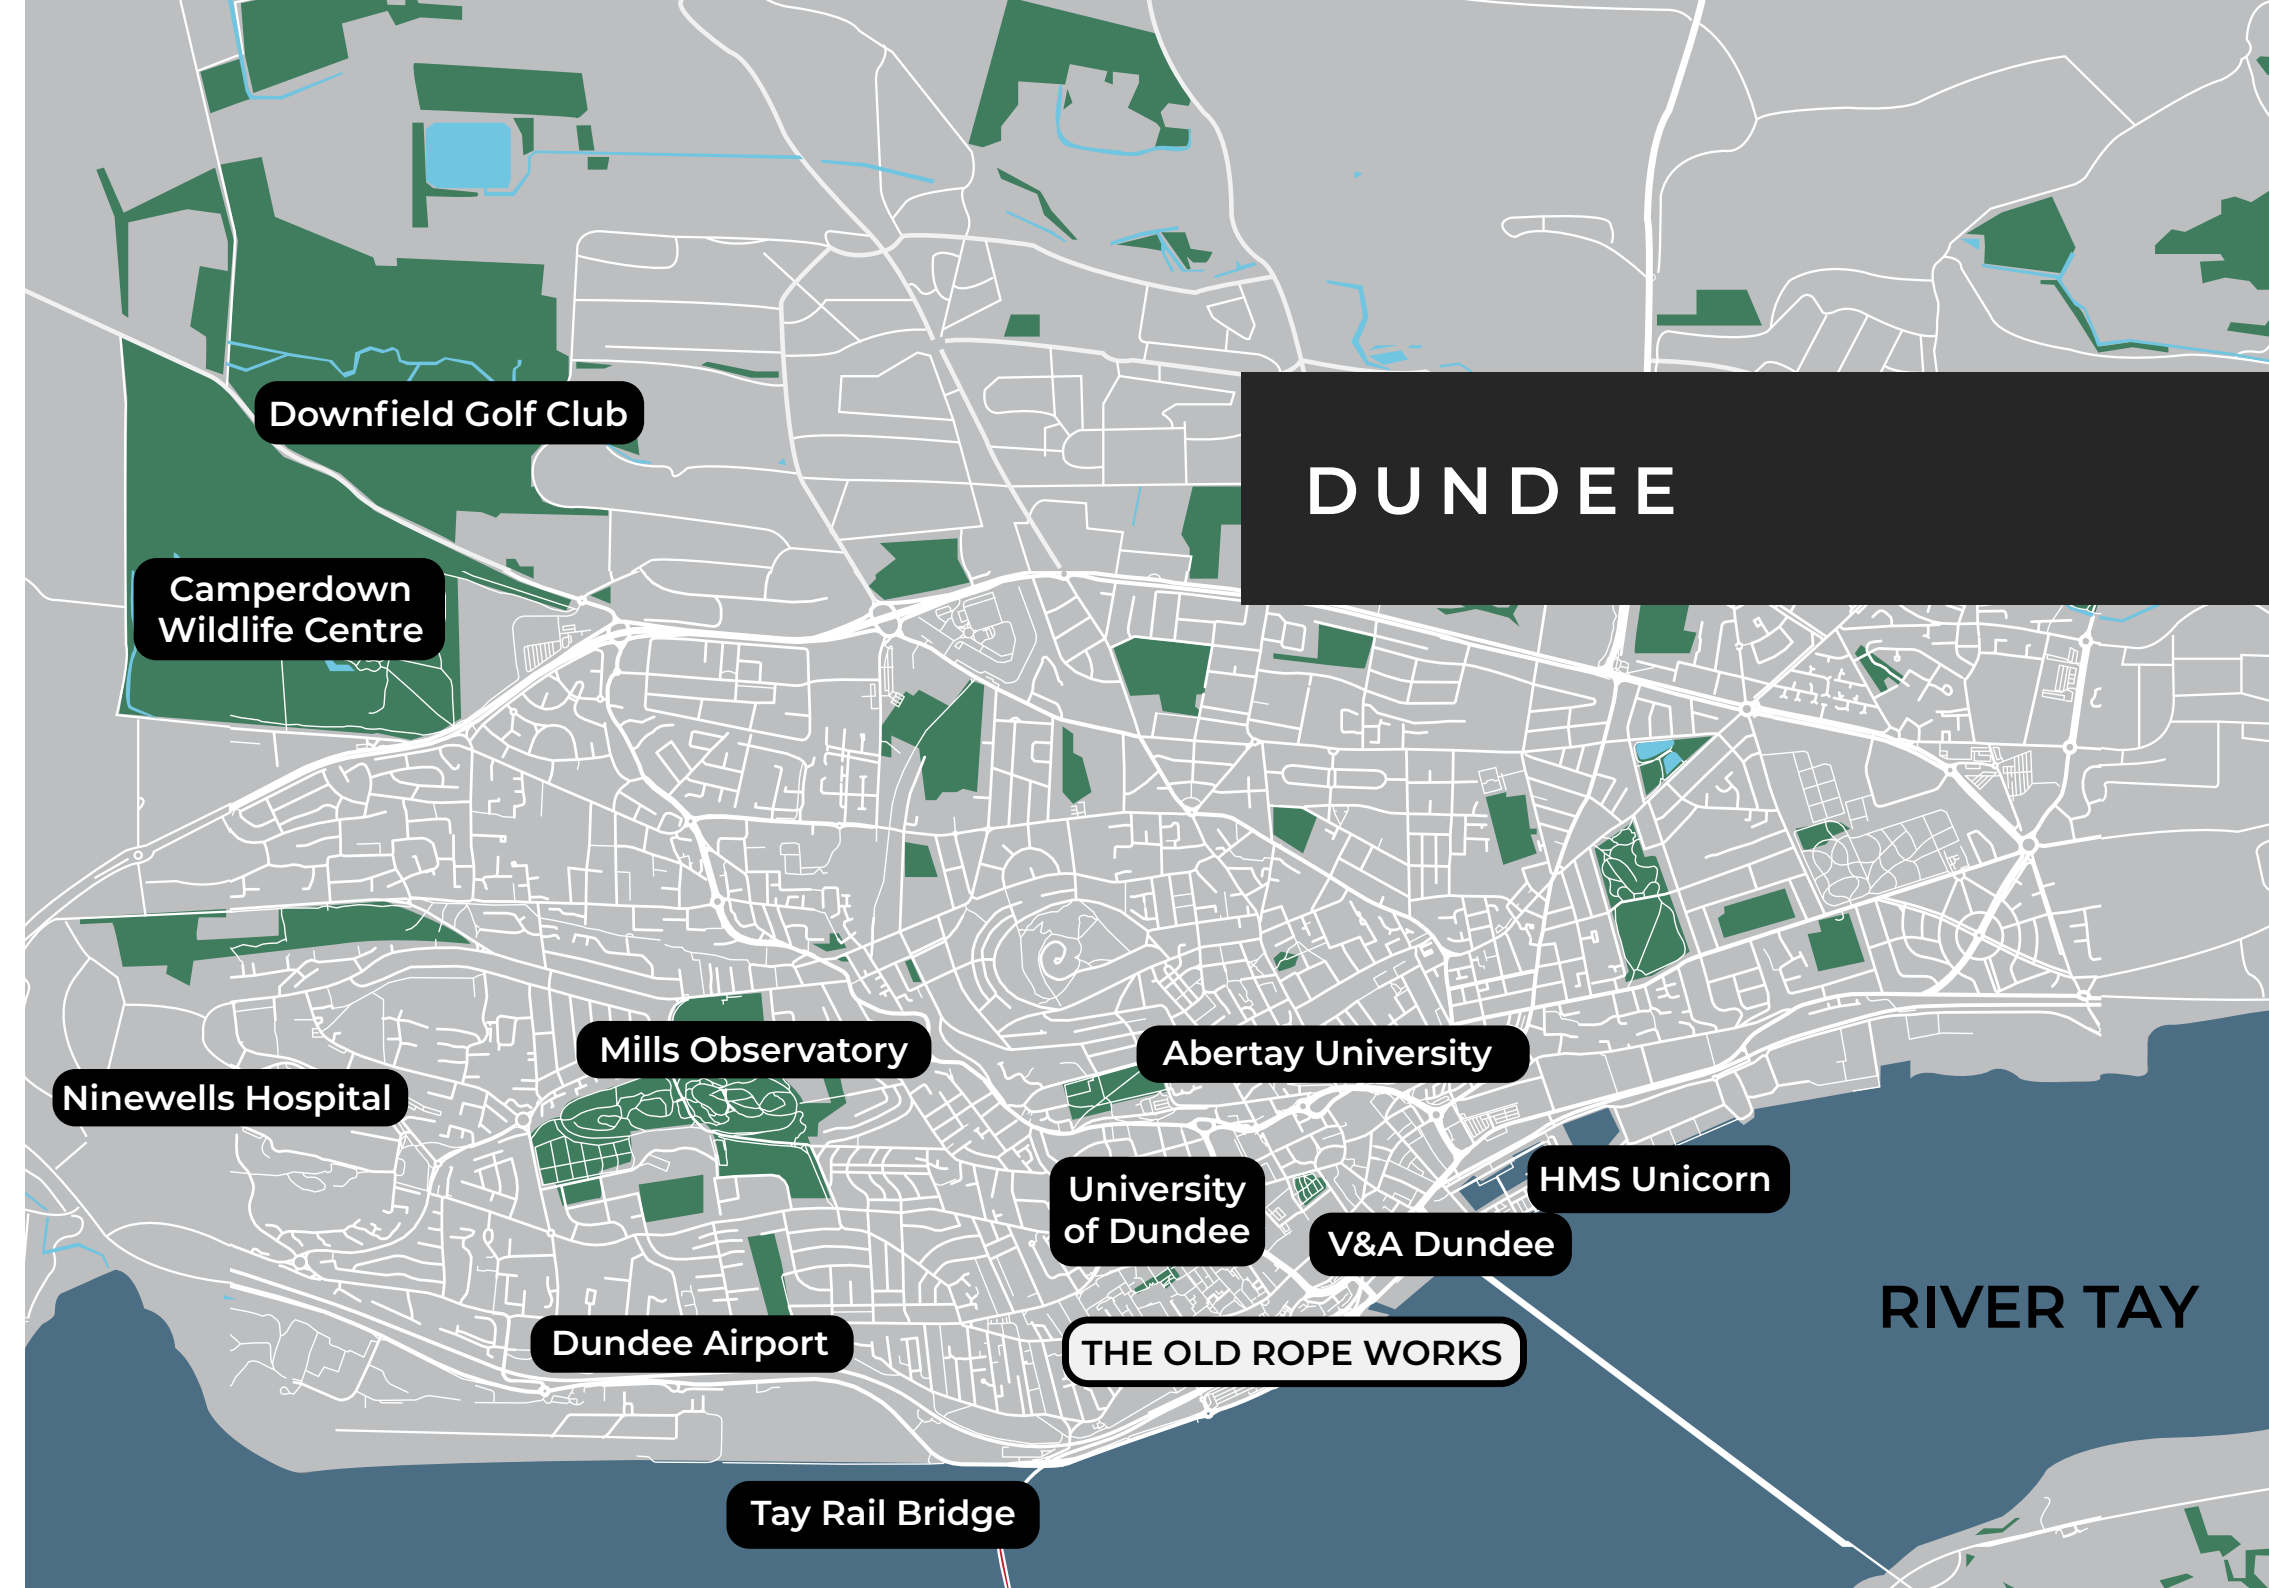 DUNDEE
Downfield Golf Club
Camperdown
Wildlife Centre
Mills Observatory
Abertay University
Ninewells Hospital
University
of Dundee
HMS Unicorn
V&A Dundee
RIVER TAY
Dundee Airport
THE OLD ROPE WORKS
Tay Rail Bridge